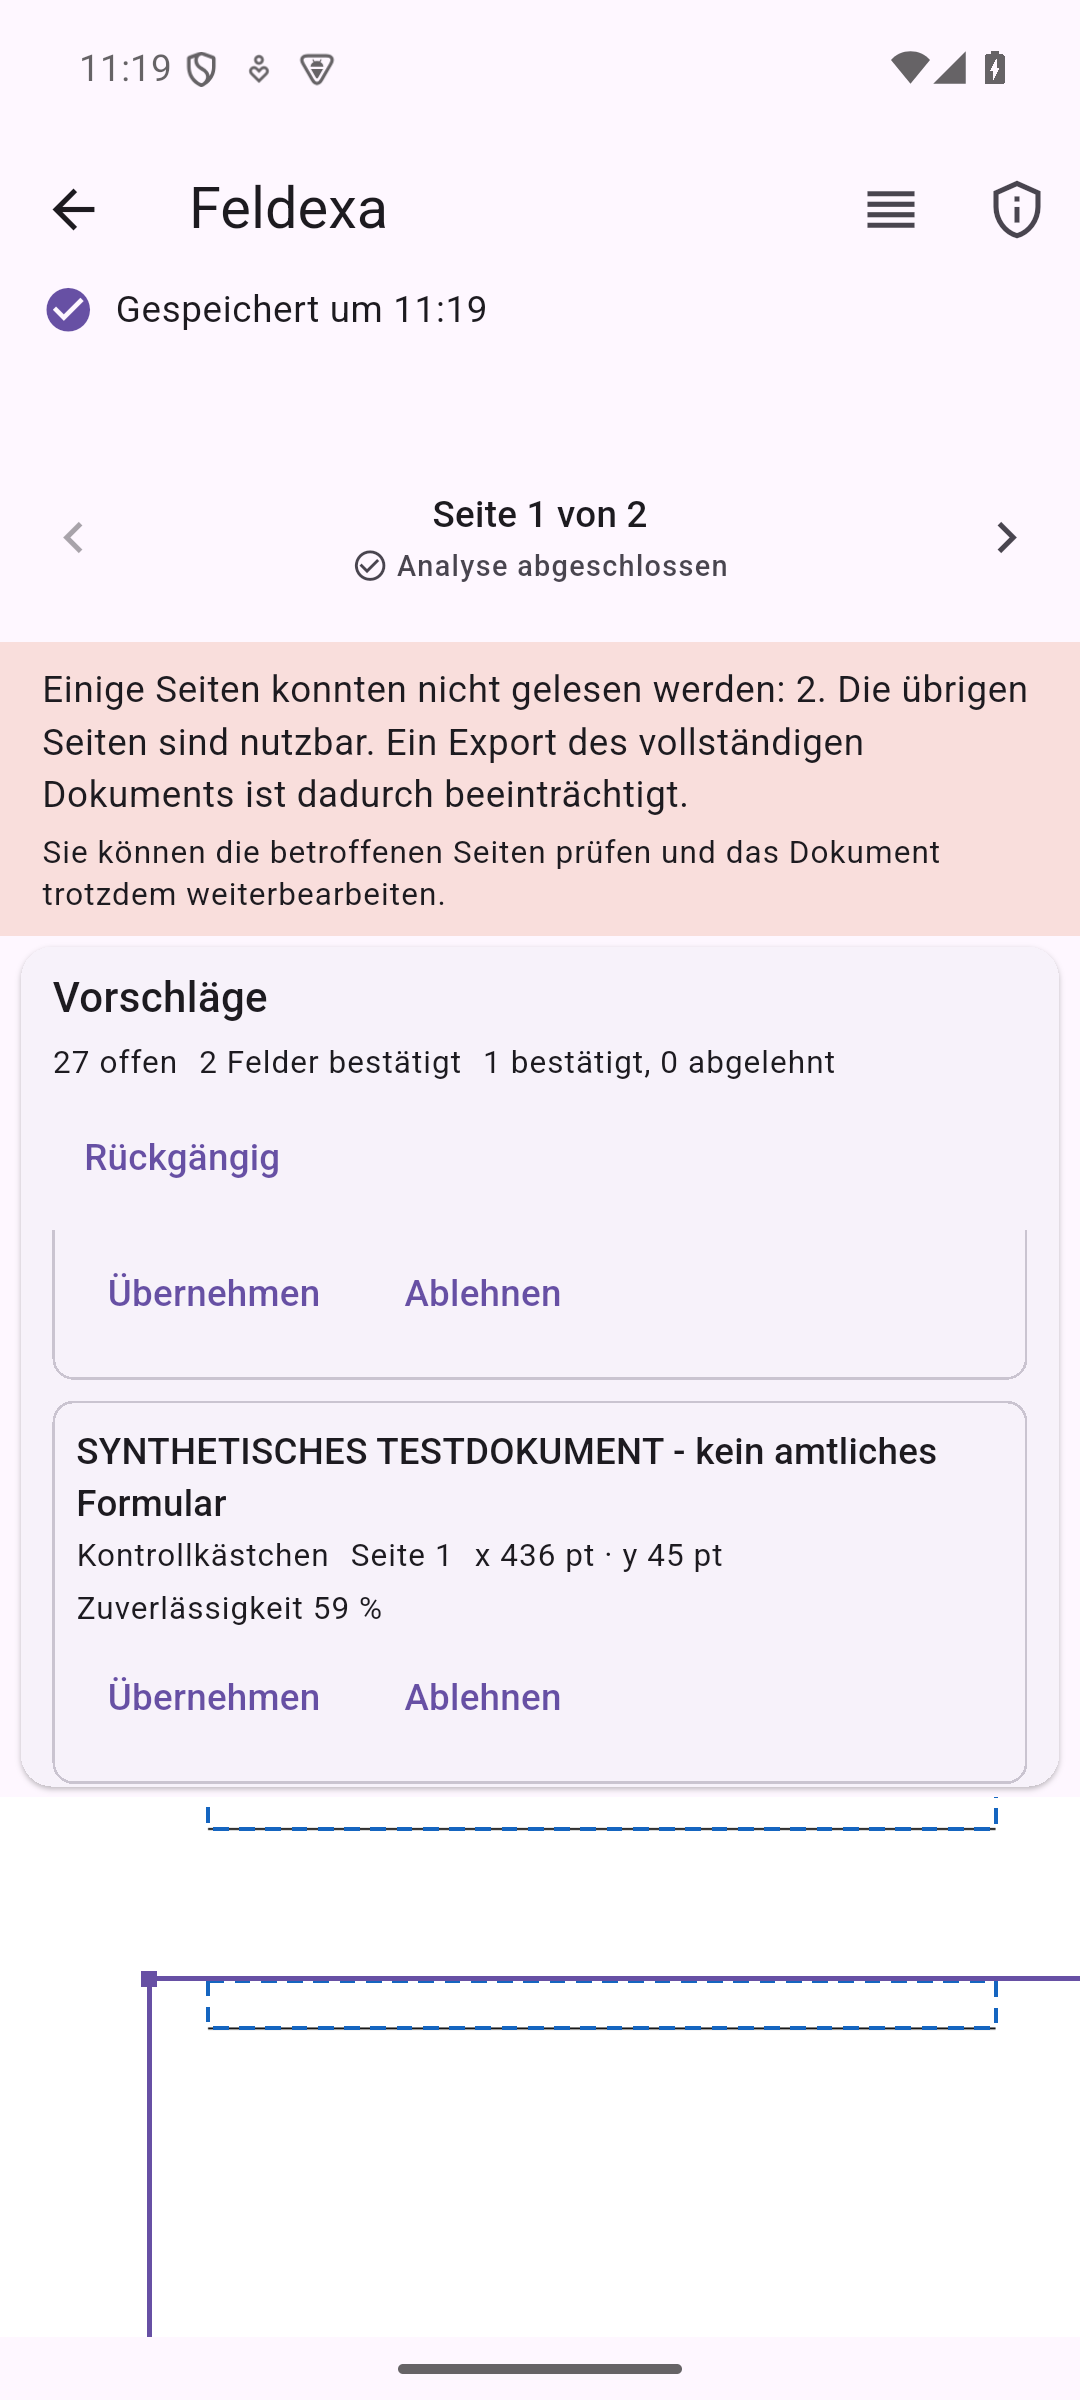 11:19
Feldexa
Gespeichert um 11:19
Seite 1 von 2
Analyse abgeschlossen
Einige Seiten konnten nicht gelesen werden: 2. Die übrigen
Seiten sind nutzbar. Ein Export des vollständigen
Dokuments ist dadurch beeinträchtigt.
Sie können die betroffenen Seiten prüfen und das Dokument
trotzdem weiterbearbeiten.
Vorschläge
27 offen 2 Felder bestätigt 1 bestätigt, 0 abgelehnt
Rückgängig
Übernehmen Ablehnen
SYNTHETISCHES TESTDOKUMENT - kein amtliches
Formular
Kontrollkästchen Seite 1 x 436 pt · y 45 pt
Zuverlässigkeit 59 %
Übernehmen Ablehnen